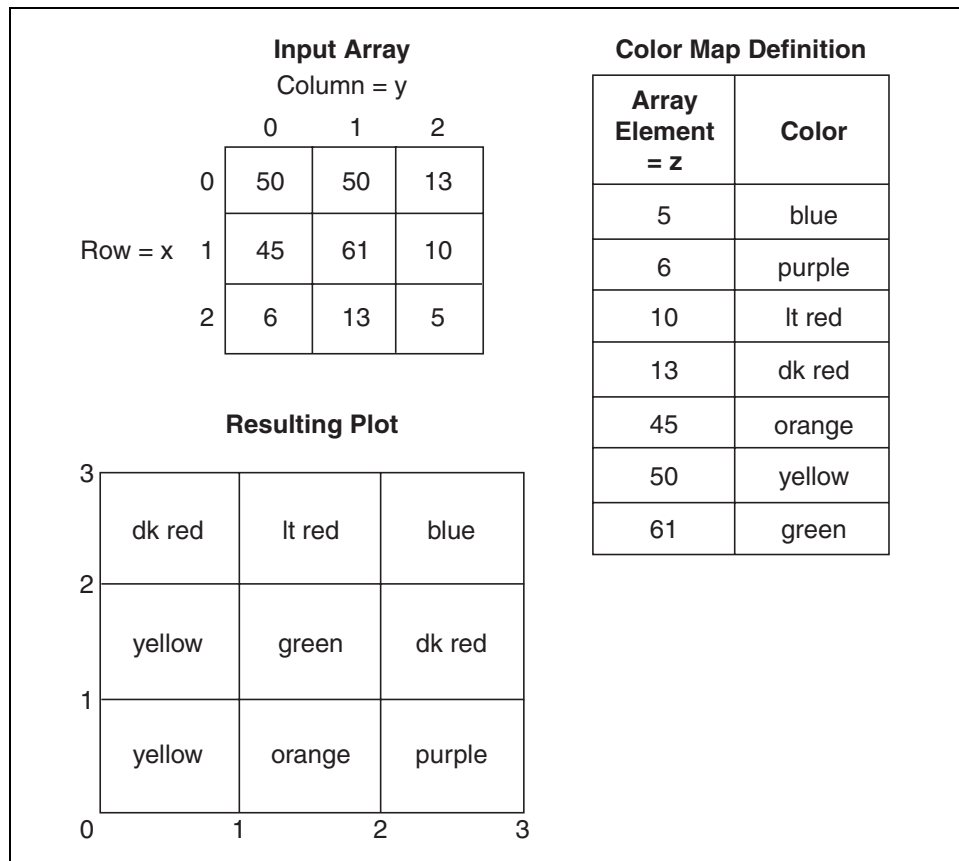 Input Array
Column = y
0 1 2
0 50 50 13
Row = x 1 45 61 10
2 6 13 5
Color Map Definition
Array
Element
= z
Color
5 blue
6 purple
10 lt red
13 dk red
45 orange
50 yellow
61 green
Resulting Plot
3
dk red lt red blue
2
yellow green dk red
1
yellow orange purple
0 1 2 3